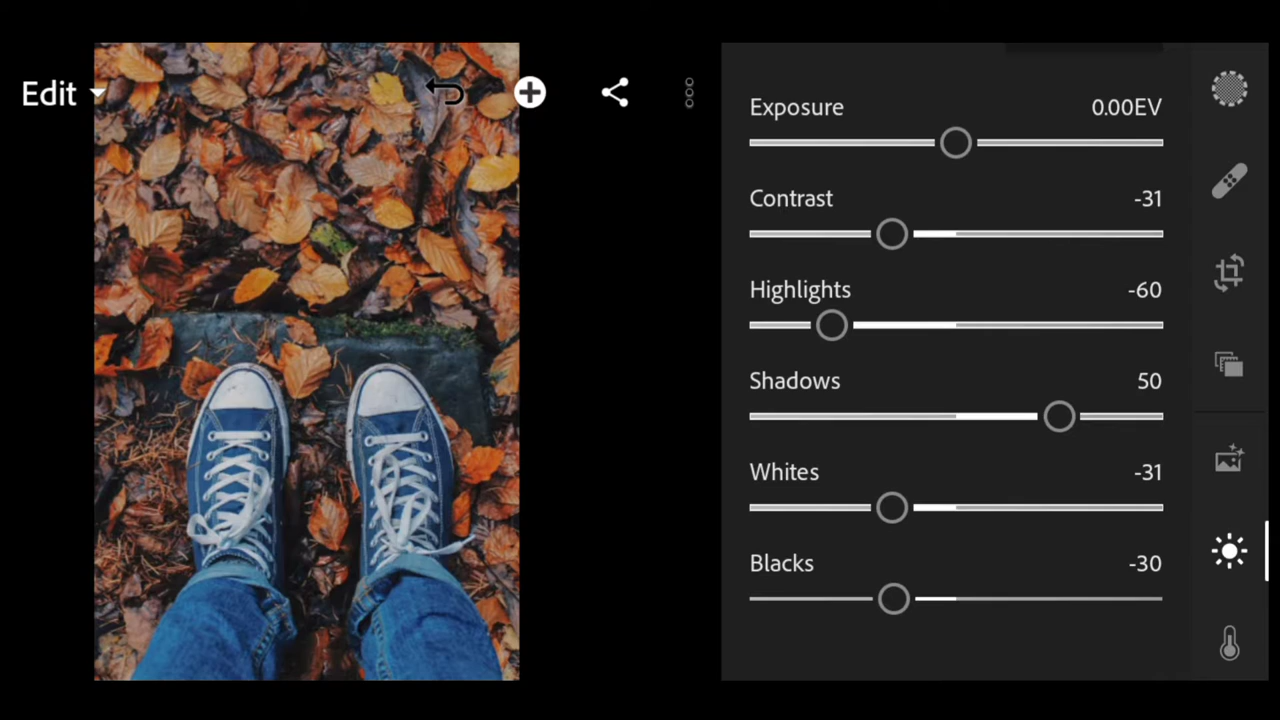 Edit
Exposure 0.00EV
Contrast -31
Highlights -60
Shadows 50
Whites -31
Blacks -30